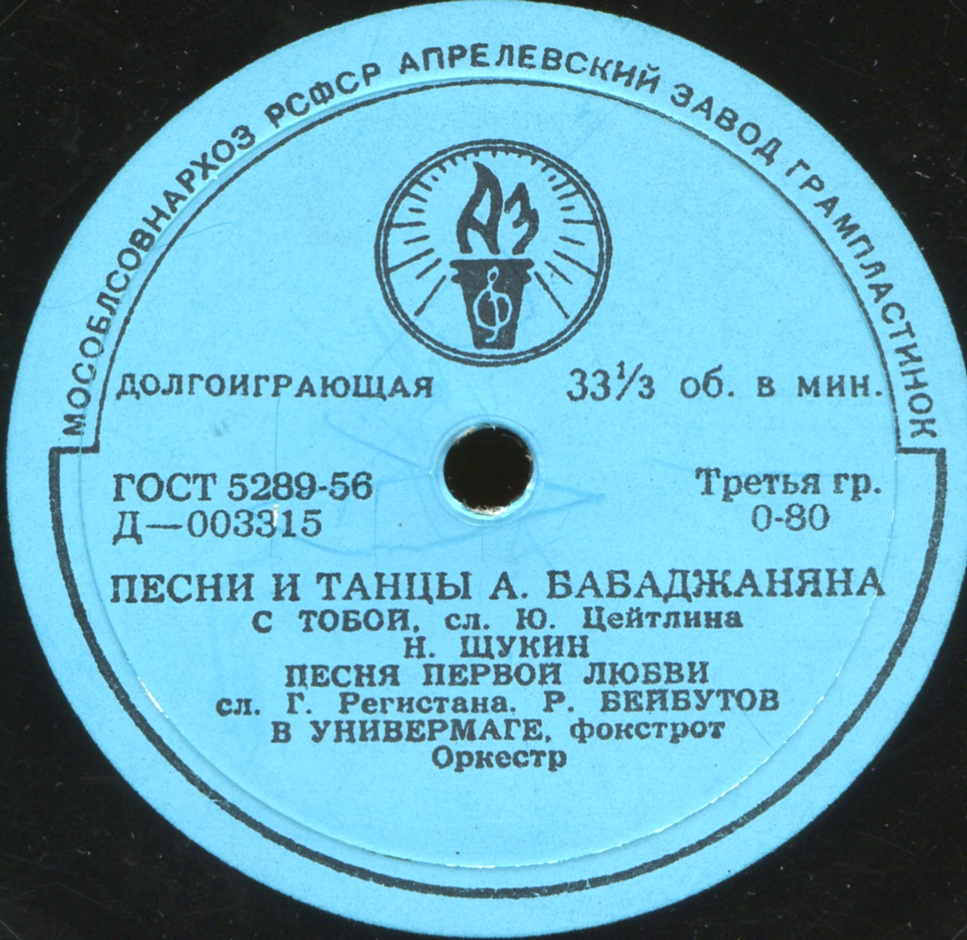 МОСОБЛСОВНАРХОЗ РСФСР АПРЕЛЕВСКИЙ ЗАВОД ГРАМПЛАСТИНОК
АЗ
ДОЛГОИГРАЮЩАЯ 33⅓ об. в мин.
ГОСТ 5289-56 Третья гр.
Д—003315 0-80
ПЕСНИ И ТАНЦЫ А. БАБАДЖАНЯНА
С ТОБОЙ, сл. Ю. Цейтлина
Н. ЩУКИН
ПЕСНЯ ПЕРВОЙ ЛЮБВИ
сл. Г. Регистана, Р. БЕЙБУТОВ
В УНИВЕРМАГЕ, фокстрот
Оркестр